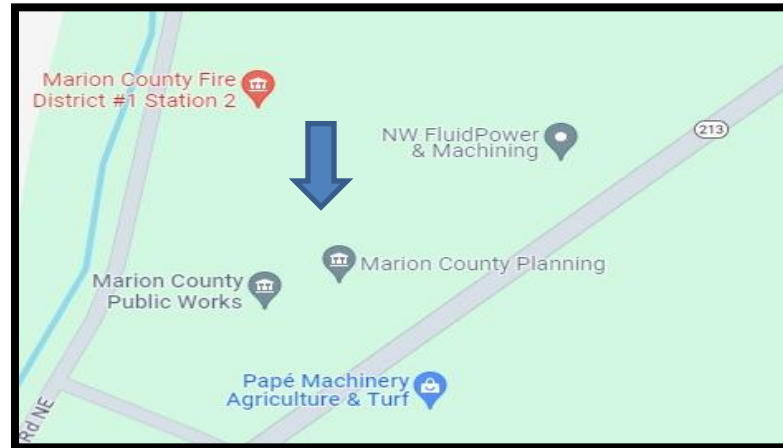 Marion County Fire
District #1 Station 2
NW FluidPower
& Machining
213
Marion County Planning
Marion County
Public Works
Papé Machinery
Agriculture & Turf
Rd NE